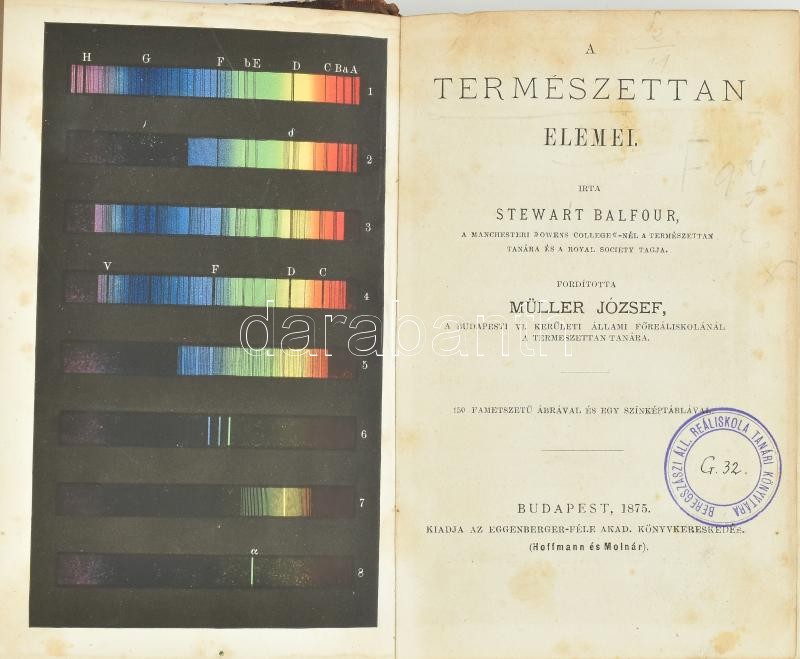 H G F bE D C Ba A
1
d
2
3
V F D C
4
5
6
7
α
8
A
TERMÉSZETTAN
ELEMEI.
IRTA
STEWART BALFOUR,
A MANCHESTERI »OWENS COLLEGE«-NÉL A TERMÉSZETTAN
TANÁRA ÉS A ROYAL SOCIETY TAGJA.
FORDÍTOTTA
MÜLLER JÓZSEF,
A BUDAPESTI VI. KERÜLETI ÁLLAMI FŐREÁLISKOLÁNÁL
A TERMÉSZETTAN TANÁRA.
150 FAMETSZETŰ ÁBRÁVAL ÉS EGY SZÍNKÉPTÁBLÁVAL.
BEREGSZÁSZI ÁLL. REÁLISKOLA TANÁRI KÖNYVTÁRA
G. 32.
BUDAPEST, 1875.
KIADJA AZ EGGENBERGER-FÉLE AKAD. KÖNYVKERESKEDÉS.
(Hoffmann és Molnár).
darabanth